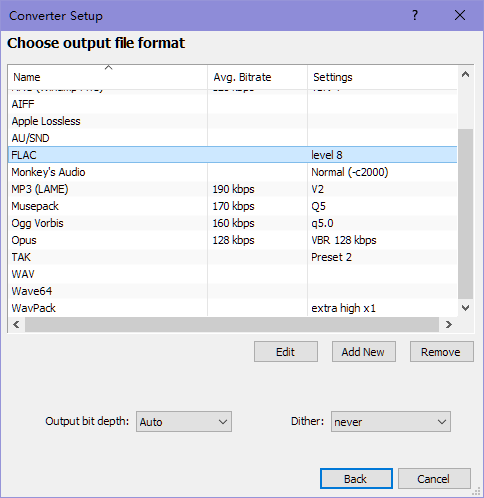 Converter Setup
Choose output file format
Name Avg. Bitrate Settings
AIFF
Apple Lossless
AU/SND
FLAC level 8
Monkey's Audio Normal (-c2000)
MP3 (LAME) 190 kbps V2
Musepack 170 kbps Q5
Ogg Vorbis 160 kbps q5.0
Opus 128 kbps VBR 128 kbps
TAK Preset 2
WAV
Wave64
WavPack extra high x1
Edit Add New Remove
Output bit depth: Auto Dither: never
Back Cancel